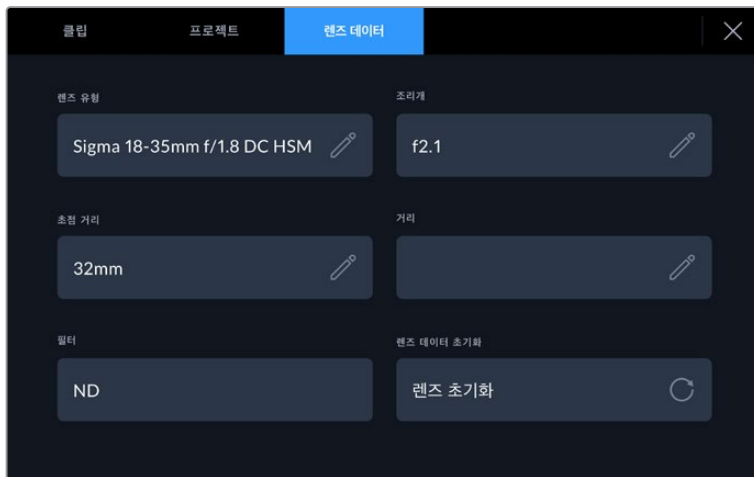 클립 프로젝트 렌즈 데이터
렌즈 유형 조리개
Sigma 18-35mm f/1.8 DC HSM f2.1
초점 거리 거리
32mm
필터 렌즈 데이터 초기화
ND 렌즈 초기화